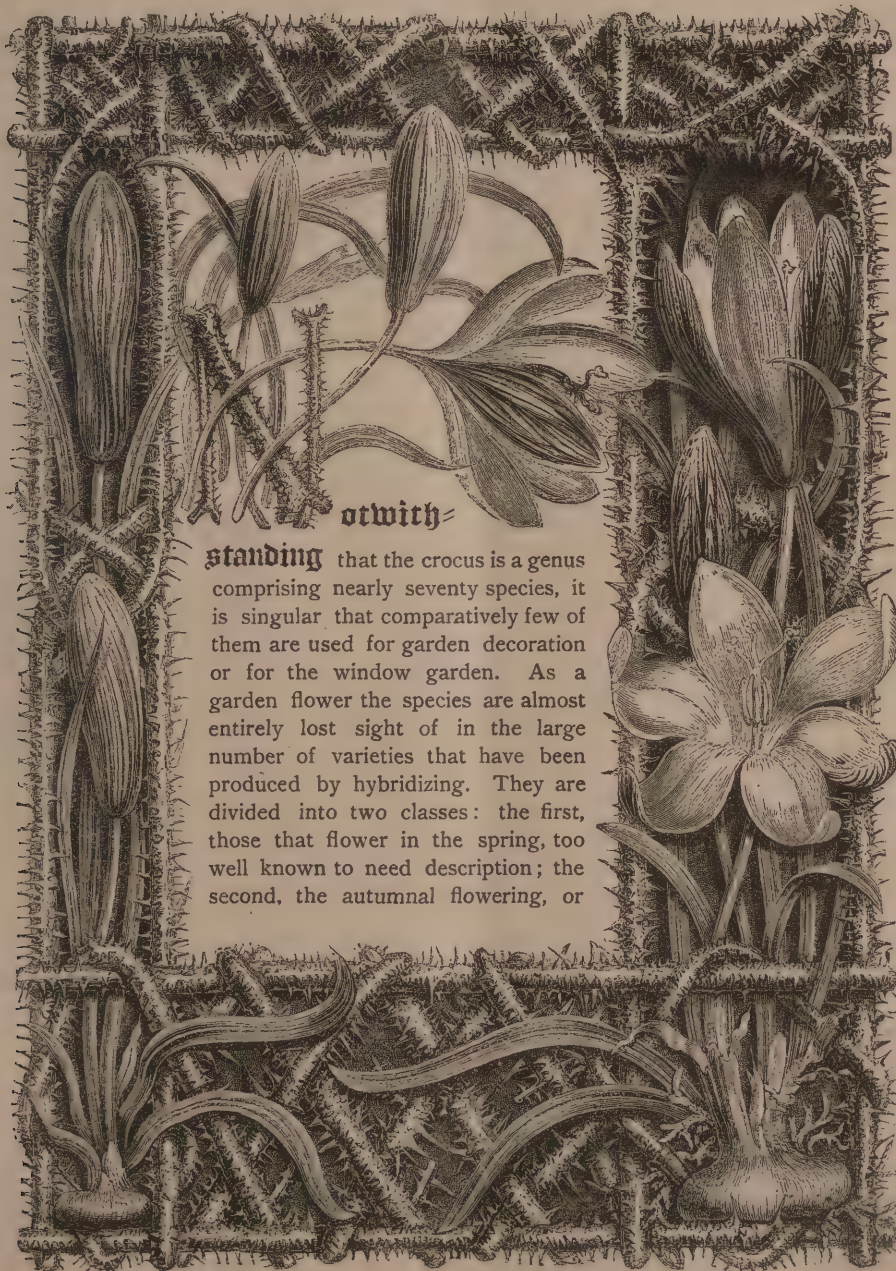 Notwith-
standing that the crocus is a genus
comprising nearly seventy species, it
is singular that comparatively few of
them are used for garden decoration
or for the window garden. As a
garden flower the species are almost
entirely lost sight of in the large
number of varieties that have been
produced by hybridizing. They are
divided into two classes: the first,
those that flower in the spring, too
well known to need description; the
second, the autumnal flowering, or